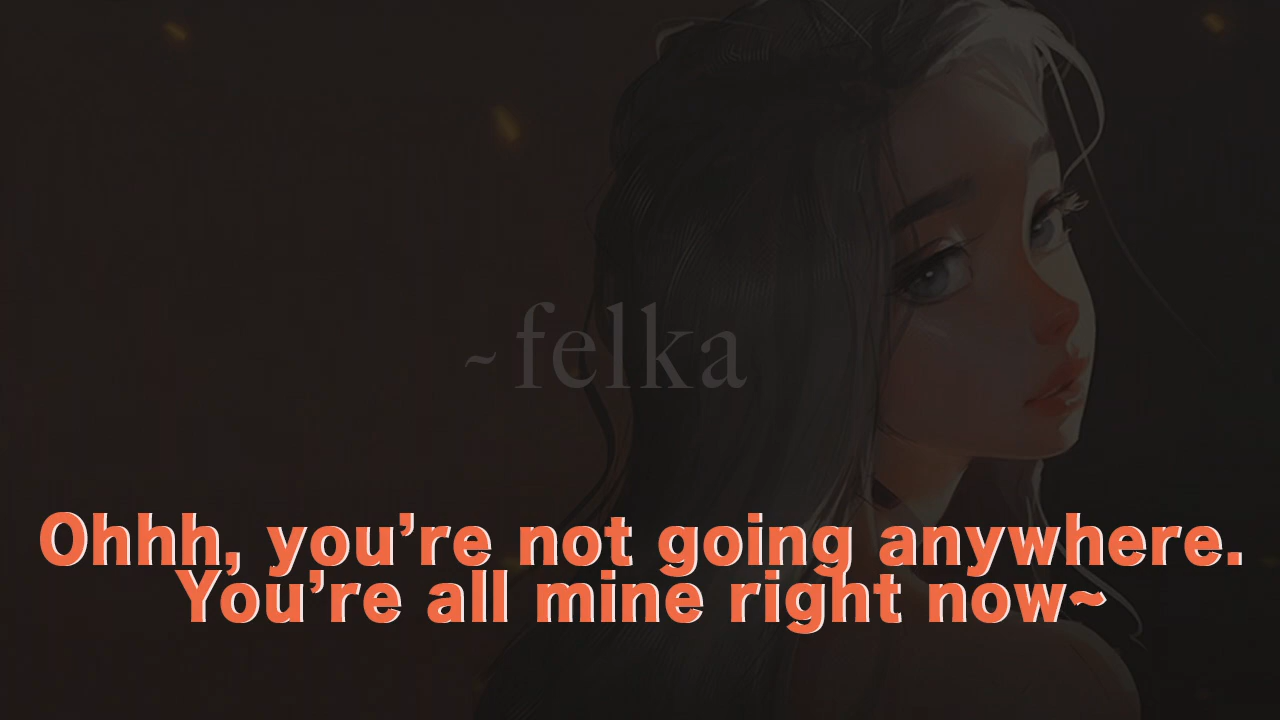 ~felka
Ohhh, you’re not going anywhere.
You’re all mine right now~